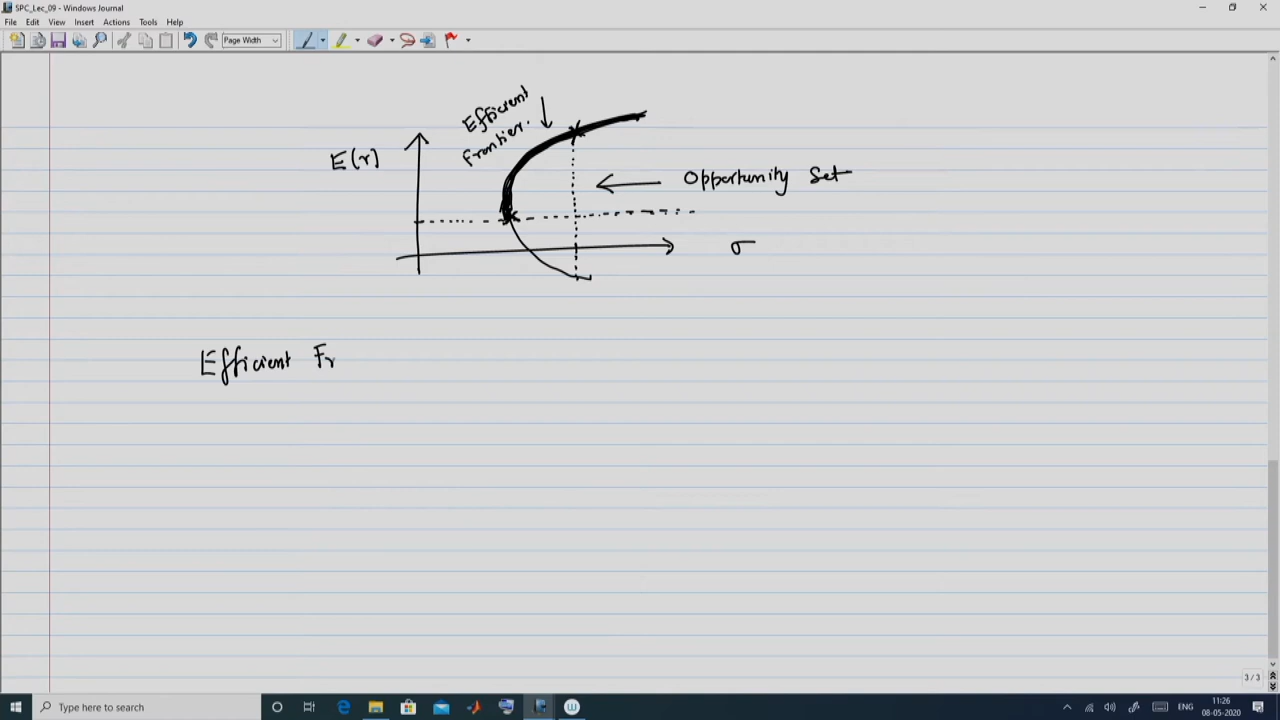 SPC_Lec_09 - Windows Journal
File Edit View Insert Actions Tools Help
Page Width
Efficient
Frontier.
E(r)
Opportunity Set
σ
Efficient Fr
3 / 3
Type here to search
ENG
11:26
08-05-2020